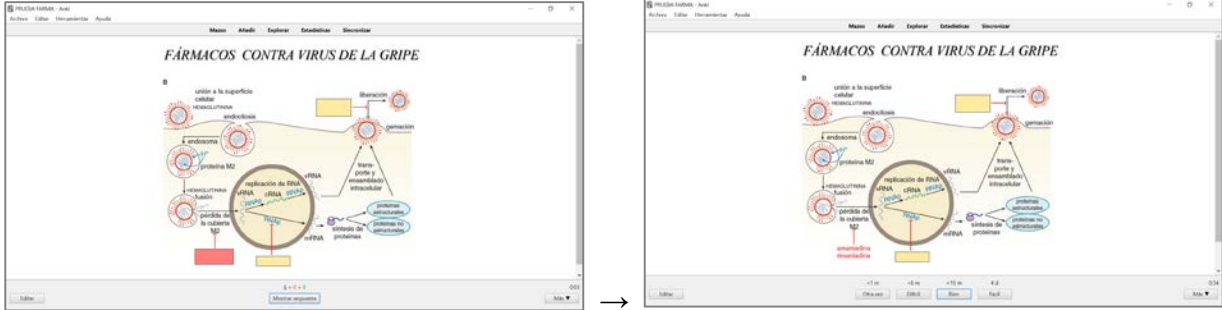 PRUEBA FARMA - Anki
Archivo Editar Herramientas Ayuda
Mazos Añadir Explorar Estadísticas Sincronizar
FÁRMACOS CONTRA VIRUS DE LA GRIPE
B
unión a la superficie
celular
HEMAGLUTININA
endocitosis
liberación
gemación
endosoma
proteína M2
HEMAGLUTININA
fusión
replicación de RNA
vRNA
cRNA
vRNA
trans-
porte y
ensamblado
intracelular
pérdida de
la cubierta
M2
mRNA
síntesis de
proteínas
proteínas
estructurales
proteínas no
estructurales
Editar
Mostrar respuesta
Más ▼
→
PRUEBA FARMA - Anki
Archivo Editar Herramientas Ayuda
Mazos Añadir Explorar Estadísticas Sincronizar
FÁRMACOS CONTRA VIRUS DE LA GRIPE
B
unión a la superficie
celular
HEMAGLUTININA
endocitosis
liberación
gemación
endosoma
proteína M2
HEMAGLUTININA
fusión
replicación de RNA
vRNA
cRNA
vRNA
trans-
porte y
ensamblado
intracelular
pérdida de
la cubierta
M2
mRNA
síntesis de
proteínas
proteínas
estructurales
proteínas no
estructurales
amantadina
rimantadina
<1 m <6 m <10 m 4 d
Editar
Otra vez Difícil Bien Fácil
Más ▼